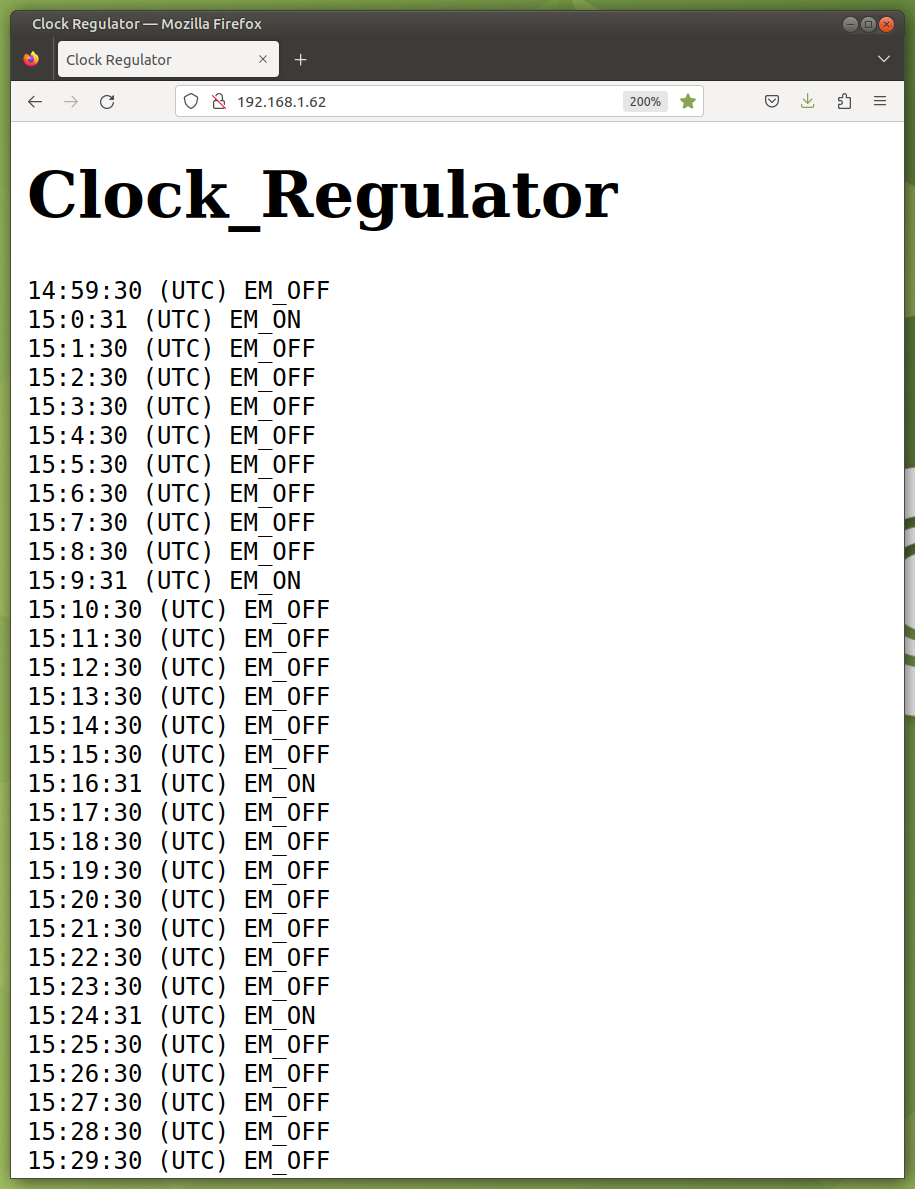 Clock Regulator — Mozilla Firefox
Clock Regulator
192.168.1.62
200%
Clock_Regulator
14:59:30 (UTC) EM_OFF
15:0:31 (UTC) EM_ON
15:1:30 (UTC) EM_OFF
15:2:30 (UTC) EM_OFF
15:3:30 (UTC) EM_OFF
15:4:30 (UTC) EM_OFF
15:5:30 (UTC) EM_OFF
15:6:30 (UTC) EM_OFF
15:7:30 (UTC) EM_OFF
15:8:30 (UTC) EM_OFF
15:9:31 (UTC) EM_ON
15:10:30 (UTC) EM_OFF
15:11:30 (UTC) EM_OFF
15:12:30 (UTC) EM_OFF
15:13:30 (UTC) EM_OFF
15:14:30 (UTC) EM_OFF
15:15:30 (UTC) EM_OFF
15:16:31 (UTC) EM_ON
15:17:30 (UTC) EM_OFF
15:18:30 (UTC) EM_OFF
15:19:30 (UTC) EM_OFF
15:20:30 (UTC) EM_OFF
15:21:30 (UTC) EM_OFF
15:22:30 (UTC) EM_OFF
15:23:30 (UTC) EM_OFF
15:24:31 (UTC) EM_ON
15:25:30 (UTC) EM_OFF
15:26:30 (UTC) EM_OFF
15:27:30 (UTC) EM_OFF
15:28:30 (UTC) EM_OFF
15:29:30 (UTC) EM_OFF